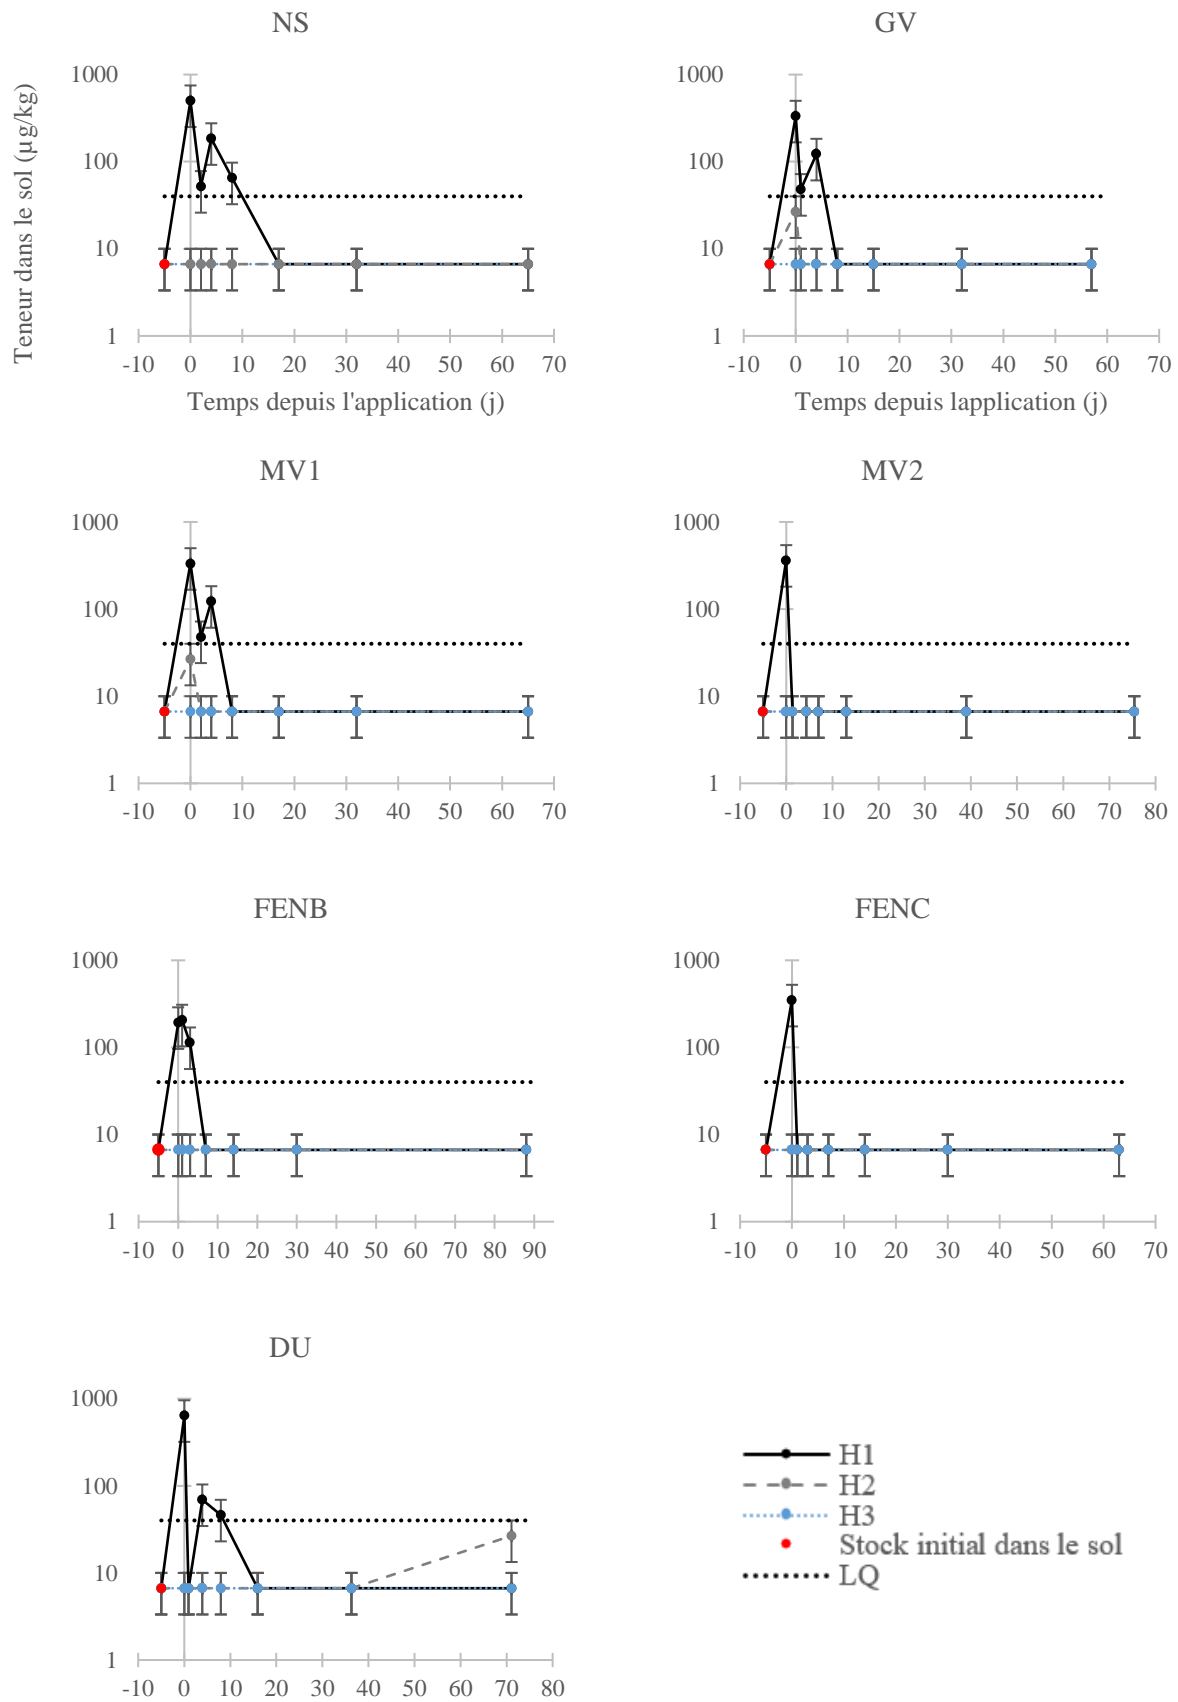 NS
Teneur dans le sol (µg/kg)
1000
100
10
1
-10 0 10 20 30 40 50 60 70
Temps depuis l'application (j)
GV
1000
100
10
1
-10 0 10 20 30 40 50 60 70
Temps depuis lapplication (j)
MV1
1000
100
10
1
-10 0 10 20 30 40 50 60 70
MV2
1000
100
10
1
-10 0 10 20 30 40 50 60 70 80
FENB
1000
100
10
1
-10 0 10 20 30 40 50 60 70 80 90
FENC
1000
100
10
1
-10 0 10 20 30 40 50 60 70
DU
1000
100
10
1
-10 0 10 20 30 40 50 60 70 80
H1
H2
H3
Stock initial dans le sol
LQ